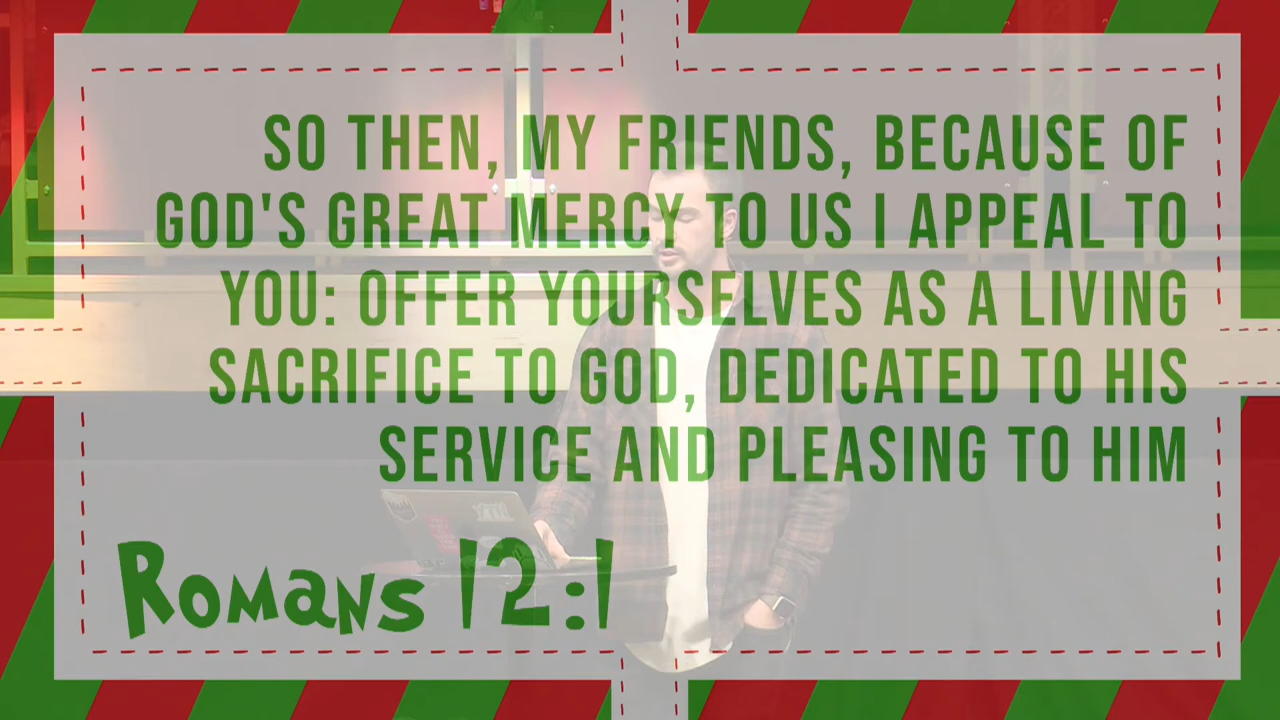 SO THEN, MY FRIENDS, BECAUSE OF
GOD'S GREAT MERCY TO US I APPEAL TO
YOU: OFFER YOURSELVES AS A LIVING
SACRIFICE TO GOD, DEDICATED TO HIS
SERVICE AND PLEASING TO HIM
Romans 12:1